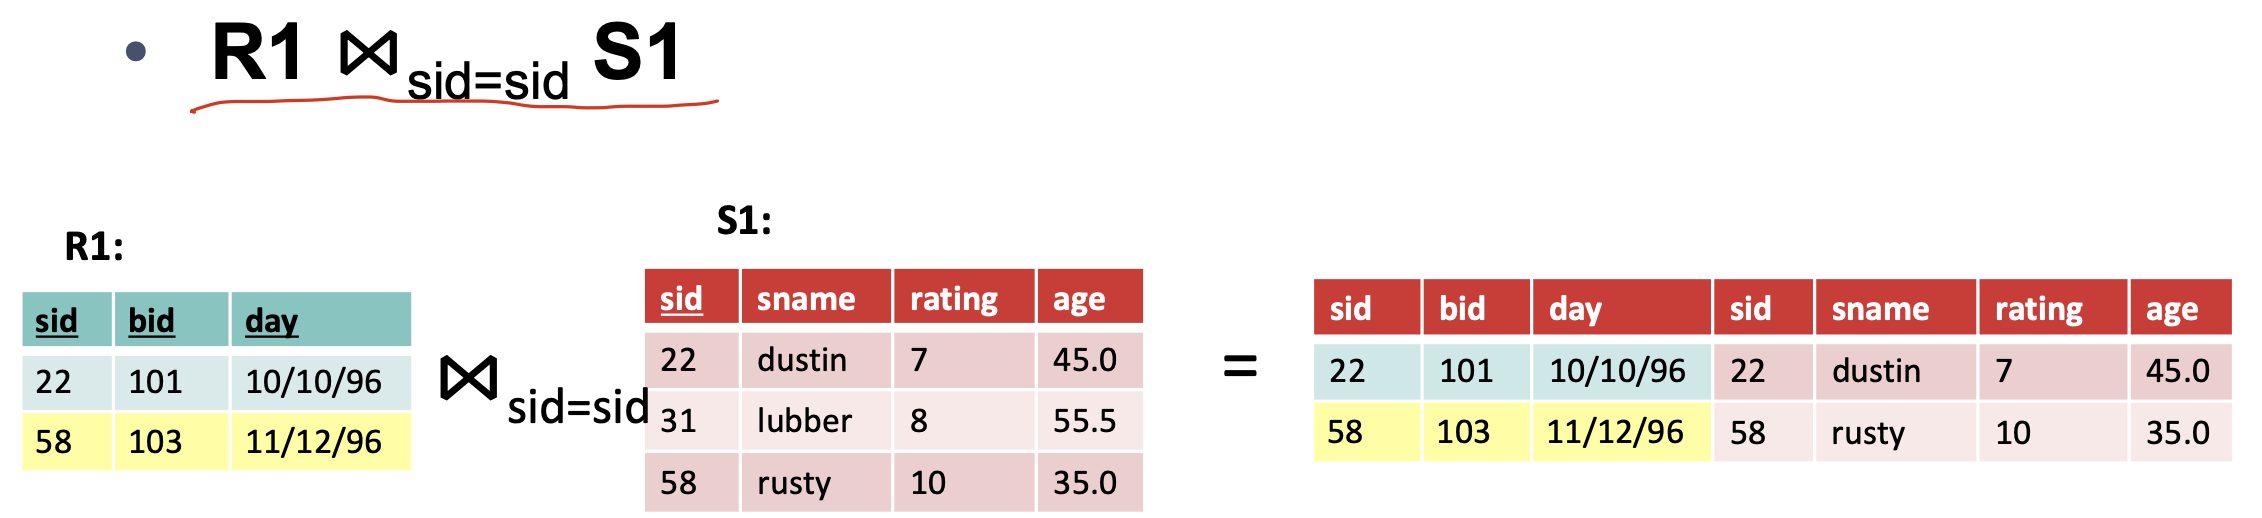 • R1 ⋈sid=sid S1
R1:
sid bid day
22 101 10/10/96
58 103 11/12/96
⋈sid=sid
S1:
sid sname rating age
22 dustin 7 45.0
31 lubber 8 55.5
58 rusty 10 35.0
=
sid bid day sid sname rating age
22 101 10/10/96 22 dustin 7 45.0
58 103 11/12/96 58 rusty 10 35.0